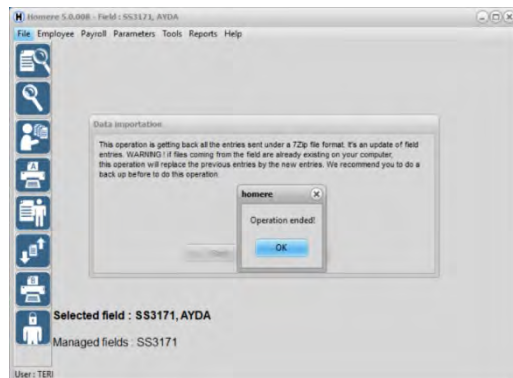 Homere 5.0.008 - Field : SS3171, AYDA
File Employee Payroll Parameters Tools Reports Help
Data importation
This operation is getting back all the entries sent under a 7Zip file format. it's an update of field
entries. WARNING ! if files coming from the field are already existing on your computer,
this operation will replace the previous entries by the new entries. We recommend you to do a
back up before to do this operation
homere
Operation ended!
OK
Selected field : SS3171, AYDA
Managed fields : SS3171
User : TERI